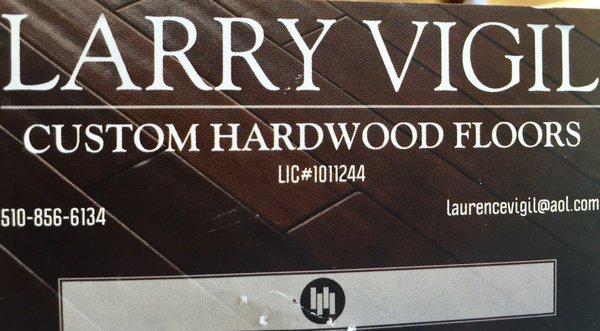 LARRY VIGIL
CUSTOM HARDWOOD FLOORS
LIC#1011244
510-856-6134
laurencevigil@aol.com